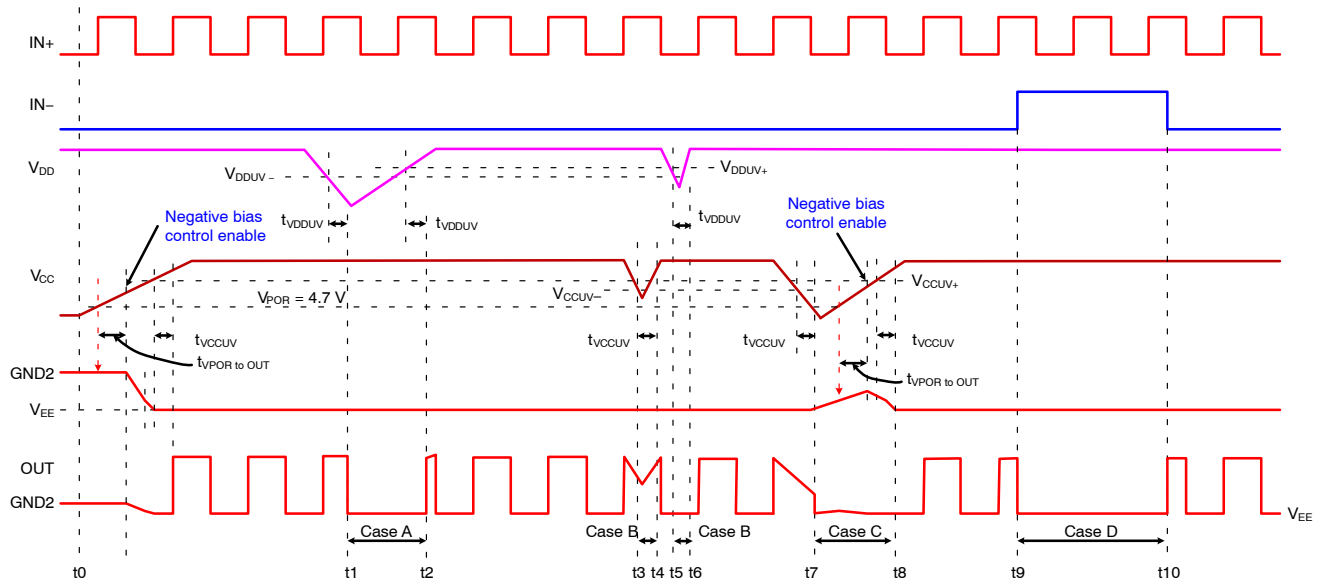 IN+
IN−
VDD
VDDUV −
VDDUV+
tVDDUV
tVDDUV
tVDDUV
Negative bias
control enable
Negative bias
control enable
VCC
VPOR = 4.7 V
VCCUV−
VCCUV+
tVCCUV
tVCCUV
tVCCUV
tVCCUV
tVPOR to OUT
tVPOR to OUT
GND2
VEE
OUT
GND2
VEE
Case A
Case B
Case B
Case C
Case D
t0
t1
t2
t3
t4
t5
t6
t7
t8
t9
t10